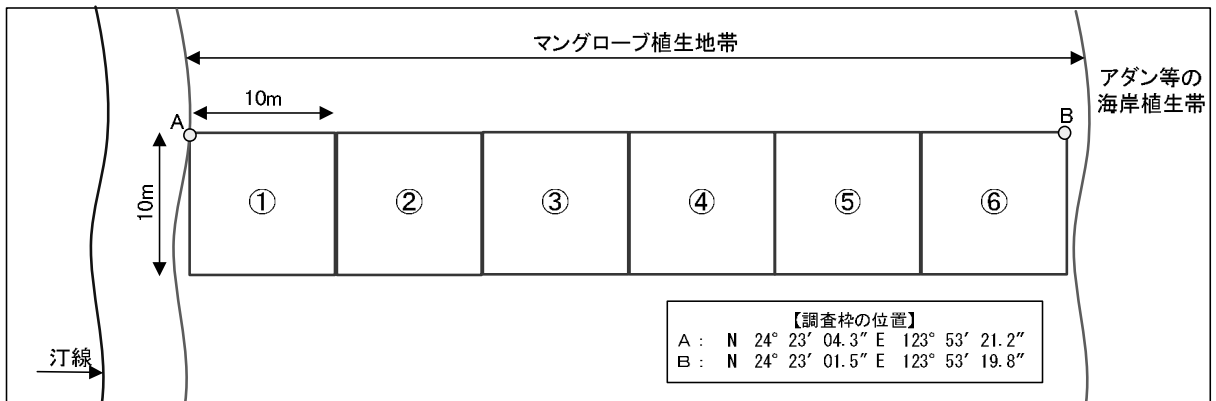 マングローブ植生地帯
アダン等の
海岸植生帯
10m
A
B
10m
①
②
③
④
⑤
⑥
【調査枠の位置】
A： N 24° 23′ 04.3″ E 123° 53′ 21.2″
B： N 24° 23′ 01.5″ E 123° 53′ 19.8″
汀線